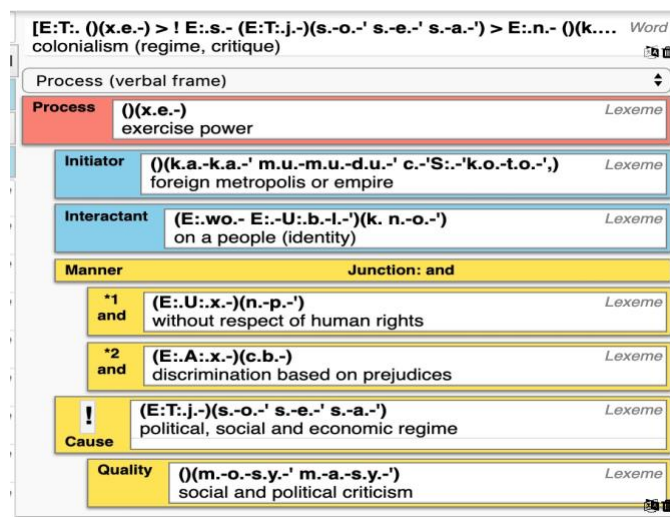 [E:T:. ()(x.e.-) > ! E:.s.- (E:T:.j.-)(s.-o.-' s.-e.-' s.-a.-') > E:.n.- ()(k.... Word
colonialism (regime, critique)
Process (verbal frame)
Process ()(x.e.-) Lexeme
exercise power
Initiator ()(k.a.-k.a.-' m.u.-m.u.-d.u.-' c.-'S:.-'k.o.-t.o.-',) Lexeme
foreign metropolis or empire
Interactant (E:.wo.- E:.-U:.b.-l.-')(k. n.-o.-') Lexeme
on a people (identity)
Manner Junction: and
*1 and (E:.U:.x.-)(n.-p.-') Lexeme
without respect of human rights
*2 and (E:.A:.x.-)(c.b.-) Lexeme
discrimination based on prejudices
! Cause (E:T:.j.-)(s.-o.-' s.-e.-' s.-a.-') Lexeme
political, social and economic regime
Quality ()(m.-o.-s.y.-' m.-a.-s.y.-') Lexeme
social and political criticism